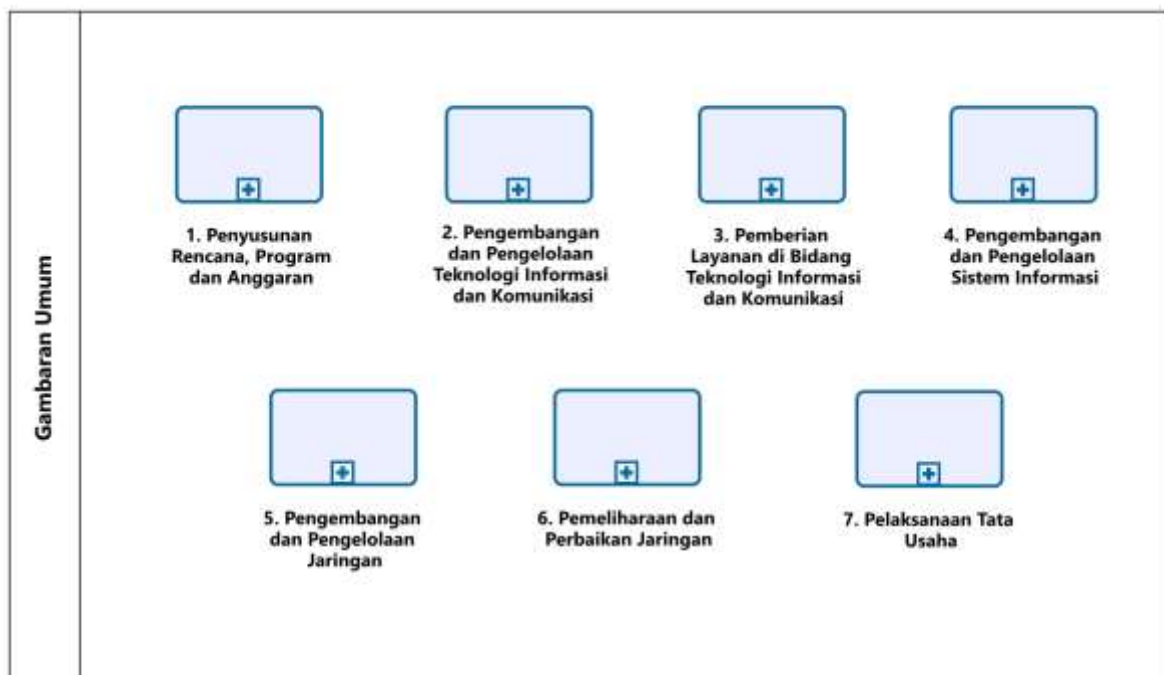 Gambaran Umum
1. Penyusunan
Rencana, Program
dan Anggaran
2. Pengembangan
dan Pengelolaan
Teknologi Informasi
dan Komunikasi
3. Pemberian
Layanan di Bidang
Teknologi Informasi
dan Komunikasi
4. Pengembangan
dan Pengelolaan
Sistem Informasi
5. Pengembangan
dan Pengelolaan
Jaringan
6. Pemeliharaan dan
Perbaikan Jaringan
7. Pelaksanaan Tata
Usaha